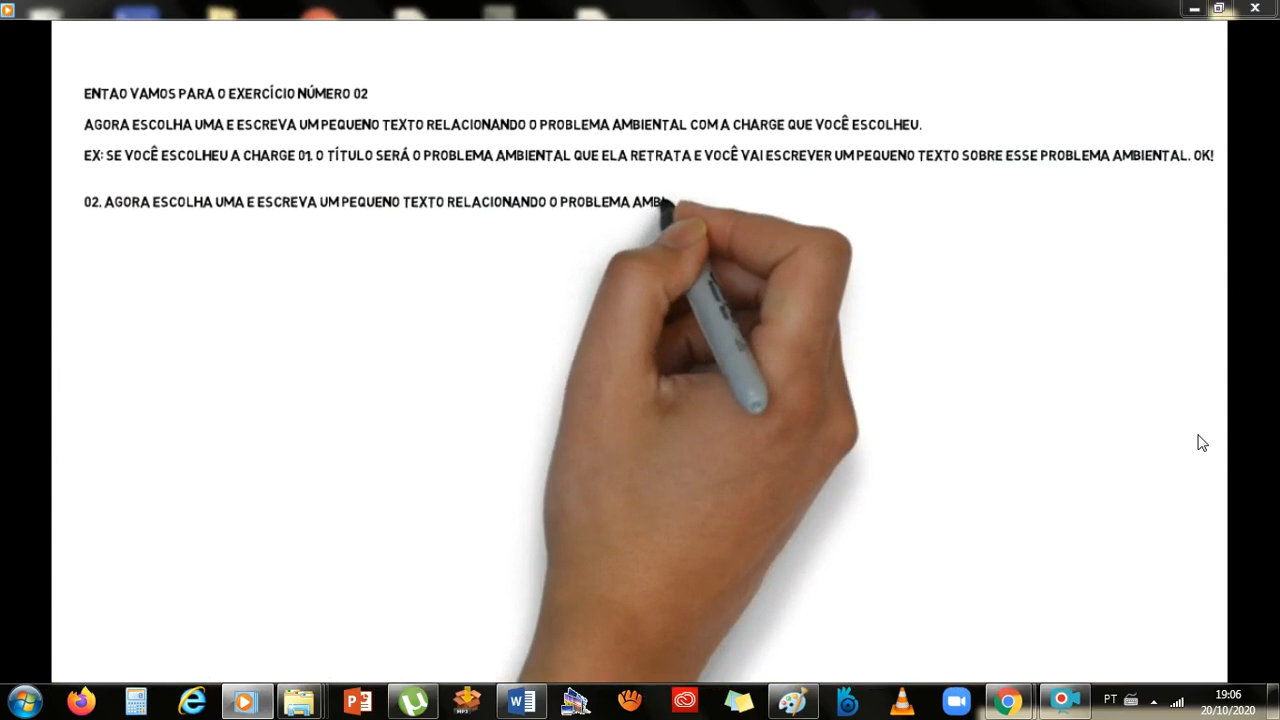 ENTAO VAMOS PARA O EXERCÍCIO NÚMERO 02
AGORA ESCOLHA UMA E ESCREVA UM PEQUENO TEXTO RELACIONANDO O PROBLEMA AMBIENTAL COM A CHARGE QUE VOCÊ ESCOLHEU.
EX: SE VOCÊ ESCOLHEU A CHARGE 01. O TÍTULO SERÁ O PROBLEMA AMBIENTAL QUE ELA RETRATA E VOCÊ VAI ESCREVER UM PEQUENO TEXTO SOBRE ESSE PROBLEMA AMBIENTAL. OK!
02. AGORA ESCOLHA UMA E ESCREVA UM PEQUENO TEXTO RELACIONANDO O PROBLEMA AMB
MP3
PT
19:06
20/10/2020